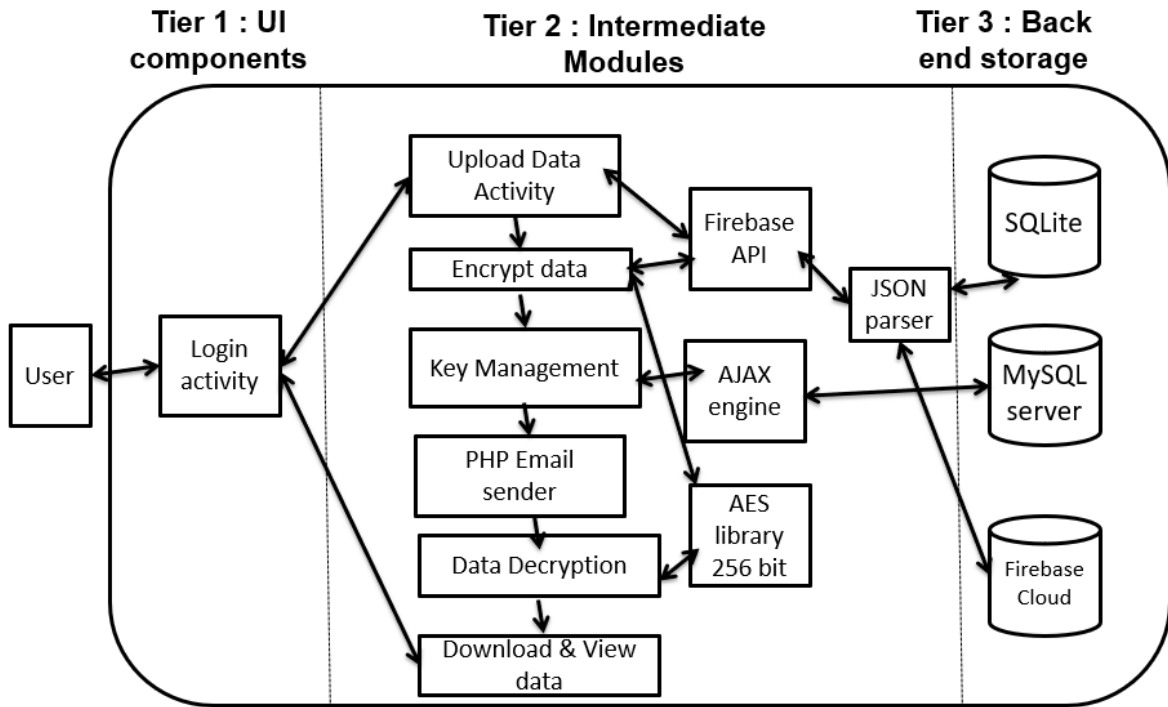 Tier 1 : UI
components
Tier 2 : Intermediate
Modules
Tier 3 : Back
end storage
User
Login
activity
Upload Data
Activity
Encrypt data
Key Management
PHP Email
sender
Data Decryption
Download & View
data
Firebase
API
AJAX
engine
AES
library
256 bit
JSON
parser
SQLite
MySQL
server
Firebase
Cloud